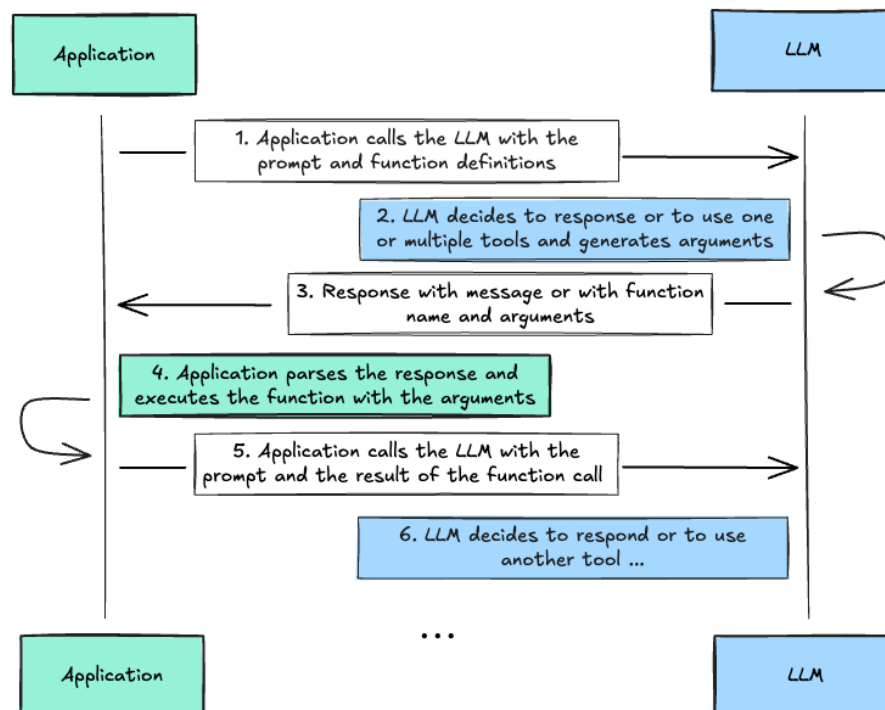 Application
LLM
1. Application calls the LLM with the
prompt and function definitions
2. LLM decides to response or to use one
or multiple tools and generates arguments
3. Response with message or with function
name and arguments
4. Application parses the response and
executes the function with the arguments
5. Application calls the LLM with the
prompt and the result of the function call
6. LLM decides to respond or to use
another tool ...
...
Application
LLM